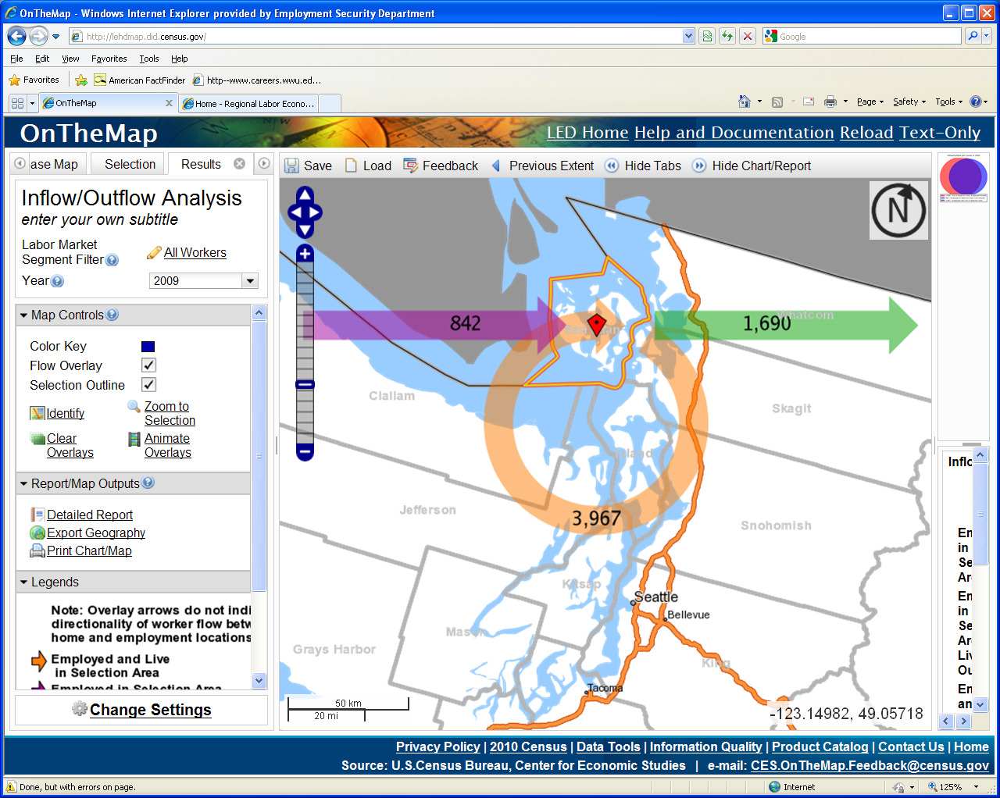 OnTheMap - Windows Internet Explorer provided by Employment Security Department
http://lehdmap.did.census.gov/
Google
File Edit View Favorites Tools Help
Favorites American FactFinder http--www.careers.wwu.ed...
OnTheMap Home - Regional Labor Econo... Page Safety Tools
OnTheMap LED Home Help and Documentation Reload Text-Only
ase Map Selection Results Save Load Feedback Previous Extent Hide Tabs Hide Chart/Report
Inflow/Outflow Analysis
enter your own subtitle
Labor Market
Segment Filter All Workers
Year 2009
Map Controls
Color Key
Flow Overlay
Selection Outline
Identify Zoom to
Selection
Clear
Overlays Animate
Overlays
Report/Map Outputs
Detailed Report
Export Geography
Print Chart/Map
Legends
Note: Overlay arrows do not indi
directionality of worker flow betw
home and employment locations
Employed and Live
in Selection Area
Employed in Selection Area
Change Settings
N
842
1,690
Whatcom
Clallam
Skagit
Island
Jefferson
3,967
Snohomish
Kitsap
Seattle
Bellevue
Mason
Grays Harbor
King
Tacoma
50 km
20 mi
-123.14982, 49.05718
Inflo
En
in
Se
Ar
En
in
Se
Ar
Liv
Ou
En
an
Privacy Policy | 2010 Census | Data Tools | Information Quality | Product Catalog | Contact Us | Home
Source: U.S.Census Bureau, Center for Economic Studies | e-mail: CES.OnTheMap.Feedback@census.gov
Done, but with errors on page. Internet 125%